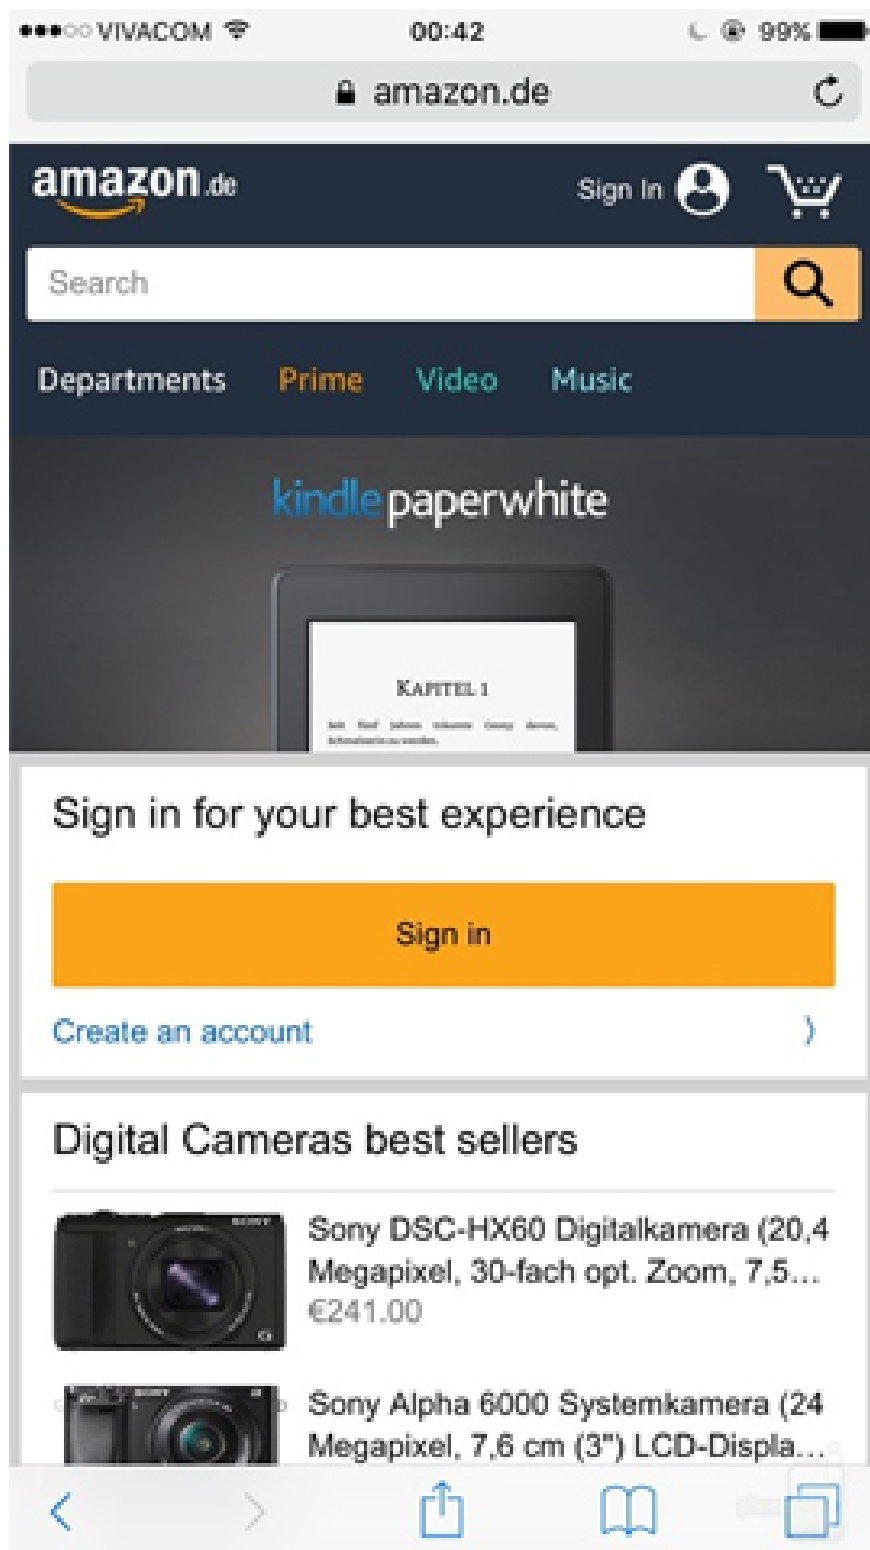 VIVACOM 00:42 99%
amazon.de
amazon.de
Sign In
Search
Departments Prime Video Music
kindle paperwhite
KAPITEL 1
Sign in for your best experience
Sign in
Create an account
Digital Cameras best sellers
SONY
Sony DSC-HX60 Digitalkamera (20,4
Megapixel, 30-fach opt. Zoom, 7,5...
€241.00
SONY
Sony Alpha 6000 Systemkamera (24
Megapixel, 7,6 cm (3") LCD-Displa...